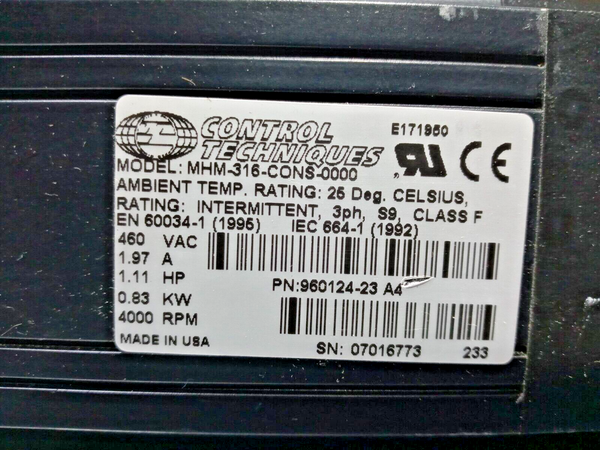 CONTROL
TECHNIQUES
E171950
MODEL: MHM-316-CONS-0000
AMBIENT TEMP. RATING: 25 Deg. CELSIUS,
RATING: INTERMITTENT, 3ph, S9, CLASS F
EN 60034-1 (1995) IEC 664-1 (1992)
460 VAC
1.97 A
1.11 HP
0.83 KW
4000 RPM
MADE IN USA
PN:960124-23 A4
SN: 07016773 233